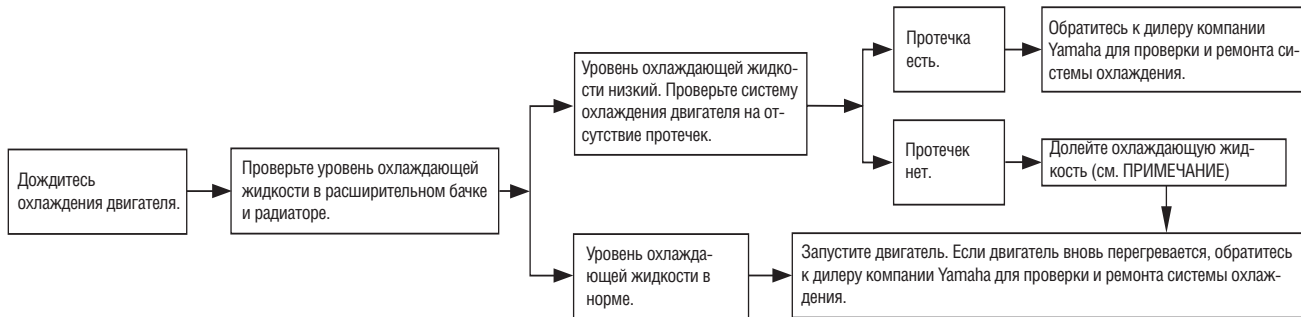 Дождитесь
охлаждения двигателя.
Проверьте уровень охлаждающей
жидкости в расширительном бачке
и радиаторе.
Уровень охлаждающей жидко-
сти низкий. Проверьте систему
охлаждения двигателя на от-
сутствие протечек.
Протечка
есть.
Обратитесь к дилеру компании
Yamaha для проверки и ремонта си-
стемы охлаждения.
Протечек
нет.
Долейте охлаждающую жид-
кость (см. ПРИМЕЧАНИЕ)
Уровень охлажда-
ющей жидкости в
норме.
Запустите двигатель. Если двигатель вновь перегревается, обратитесь
к дилеру компании Yamaha для проверки и ремонта системы охлаж-
дения.